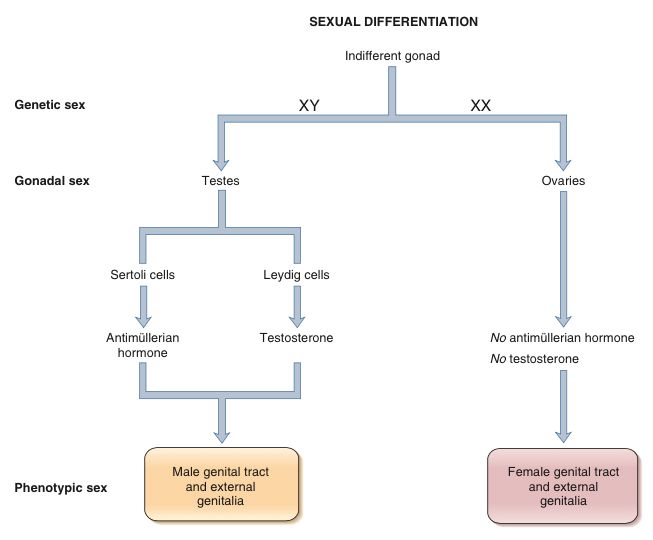 SEXUAL DIFFERENTIATION
Indifferent gonad
Genetic sex
XY
XX
Gonadal sex
Testes
Ovaries
Sertoli cells
Leydig cells
Antimüllerian
hormone
Testosterone
No antimüllerian hormone
No testosterone
Phenotypic sex
Male genital tract
and external
genitalia
Female genital tract
and external
genitalia